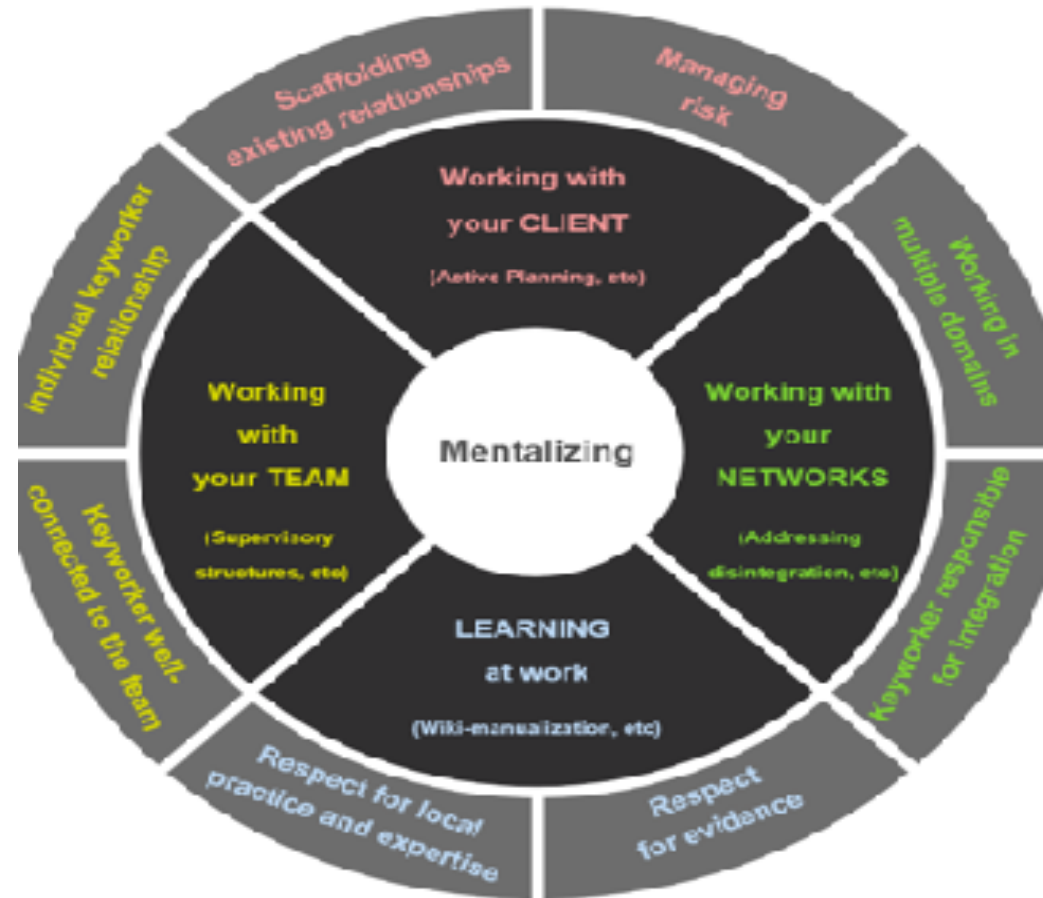 Scaffolding
existing relationships
Managing
risk
Working in
multiple domains
Keyworker responsible
for integration
Respect
for evidence
Respect for local
practice and expertise
Keyworker well-
connected to the team
individual keyworker
relationship
Working with
your CLIENT
(Active Planning, etc)
Working with
your
NETWORKS
(Addressing
disintegration, etc)
LEARNING
at work
(Wiki-manualization, etc)
Working
with
your TEAM
(Supervisory
structures, etc)
Mentalizing